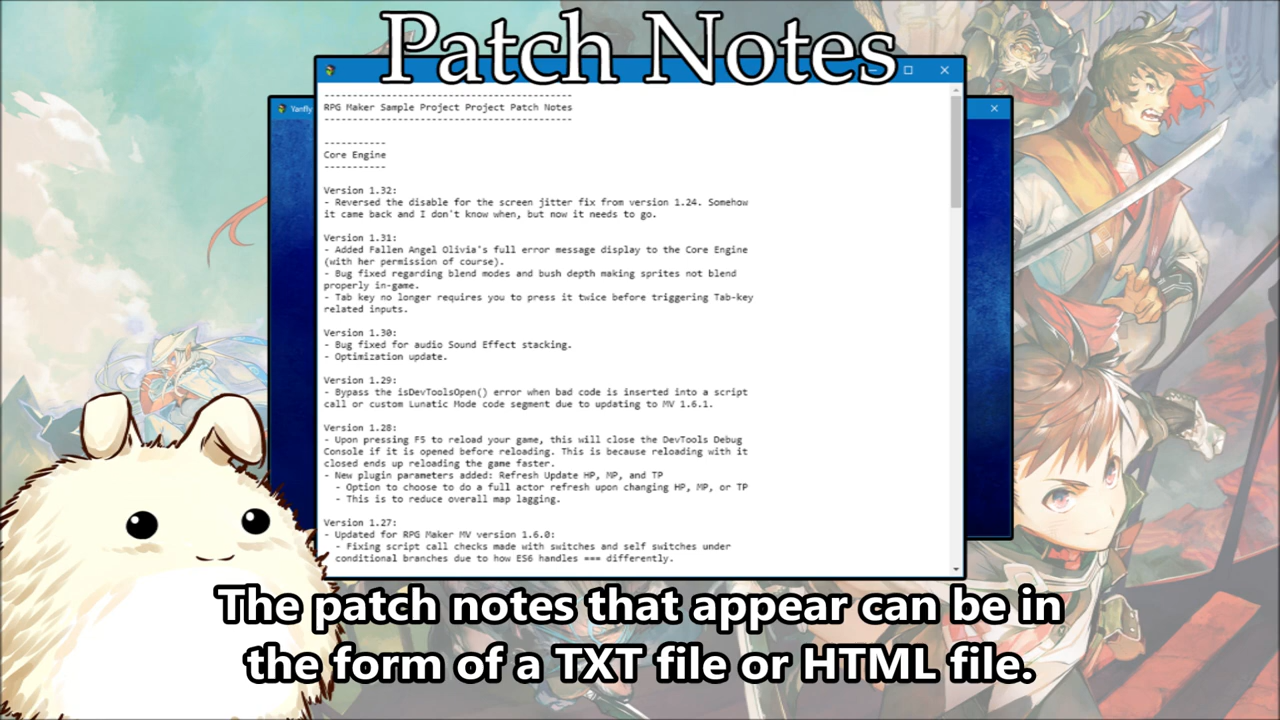 Patch Notes
Yanfly
-------------------------------------------
RPG Maker Sample Project Project Patch Notes
-------------------------------------------
-----------
Core Engine
-----------
Version 1.32:
- Reversed the disable for the screen jitter fix from version 1.24. Somehow
it came back and I don't know when, but now it needs to go.
Version 1.31:
- Added Fallen Angel Olivia's full error message display to the Core Engine
(with her permission of course).
- Bug fixed regarding blend modes and bush depth making sprites not blend
properly in-game.
- Tab key no longer requires you to press it twice before triggering Tab-key
related inputs.
Version 1.30:
- Bug fixed for audio Sound Effect stacking.
- Optimization update.
Version 1.29:
- Bypass the isDevToolsOpen() error when bad code is inserted into a script
call or custom Lunatic Mode code segment due to updating to MV 1.6.1.
Version 1.28:
- Upon pressing F5 to reload your game, this will close the DevTools Debug
Console if it is opened before reloading. This is because reloading with it
closed ends up reloading the game faster.
- New plugin parameters added: Refresh Update HP, MP, and TP
- Option to choose to do a full actor refresh upon changing HP, MP, or TP
- This is to reduce overall map lagging.
Version 1.27:
- Updated for RPG Maker MV version 1.6.0:
- Fixing script call checks made with switches and self switches under
conditional branches due to how ES6 handles === differently.
The patch notes that appear can be in
the form of a TXT file or HTML file.